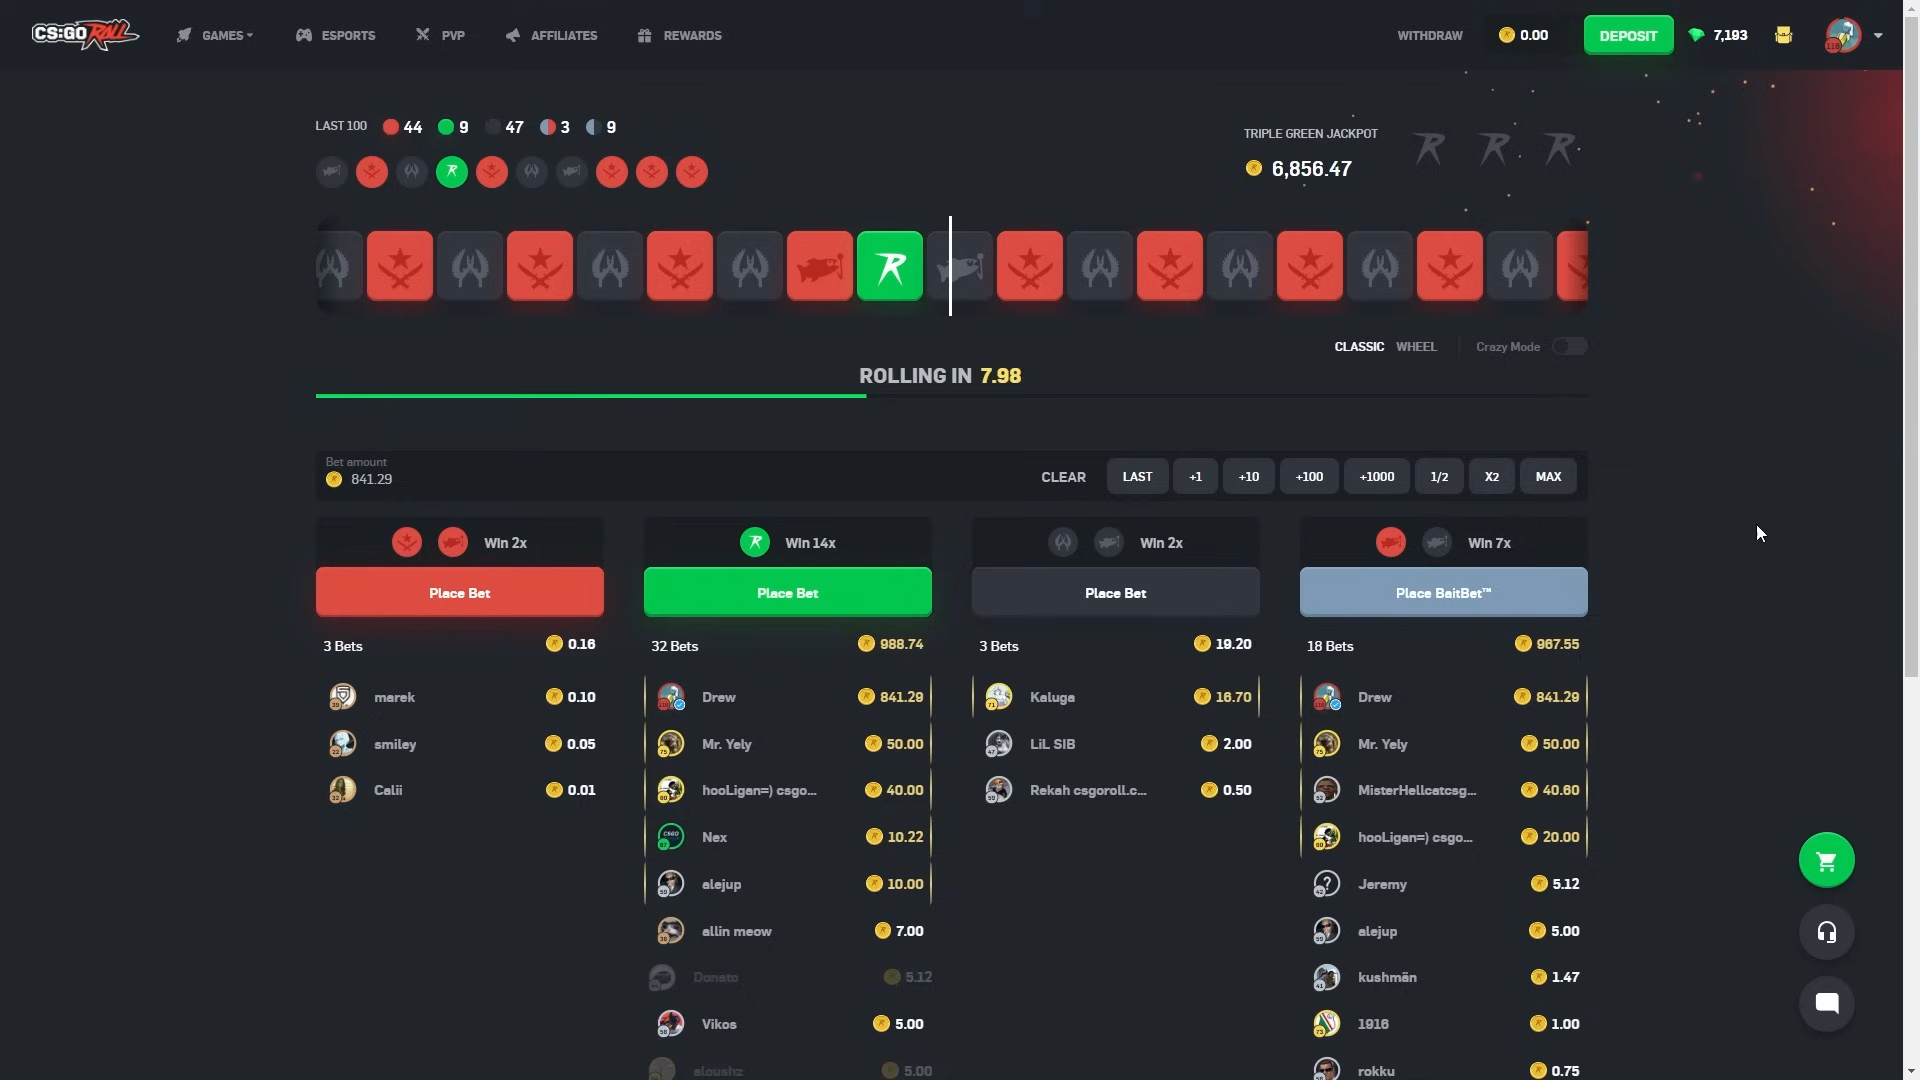 CS:GO ROLL
GAMES
ESPORTS
PVP
AFFILIATES
REWARDS
WITHDRAW
0.00
DEPOSIT
7,193
118
LAST 100
44
9
47
3
9
TRIPLE GREEN JACKPOT
6,856.47
CLASSIC
WHEEL
Crazy Mode
ROLLING IN 7.98
Bet amount
841.29
CLEAR
LAST
+1
+10
+100
+1000
1/2
X2
MAX
Win 2x
Win 14x
Win 2x
Win 7x
Place Bet
Place Bet
Place Bet
Place BaitBet™
3 Bets 0.16
marek 0.10
smiley 0.05
Calii 0.01
32 Bets 988.74
Drew 841.29
Mr. Yely 50.00
hooLigan=) csgo... 40.00
Nex 10.22
alejup 10.00
allin meow 7.00
Donato 5.12
Vikos 5.00
aloushz 5.00
3 Bets 19.20
Kaluga 16.70
LiL SIB 2.00
Rekah csgoroll.c... 0.50
18 Bets 967.55
Drew 841.29
Mr. Yely 50.00
MisterHellcatcsg... 40.60
hooLigan=) csgo... 20.00
Jeremy 5.12
alejup 5.00
kushmän 1.47
1916 1.00
rokku 0.75